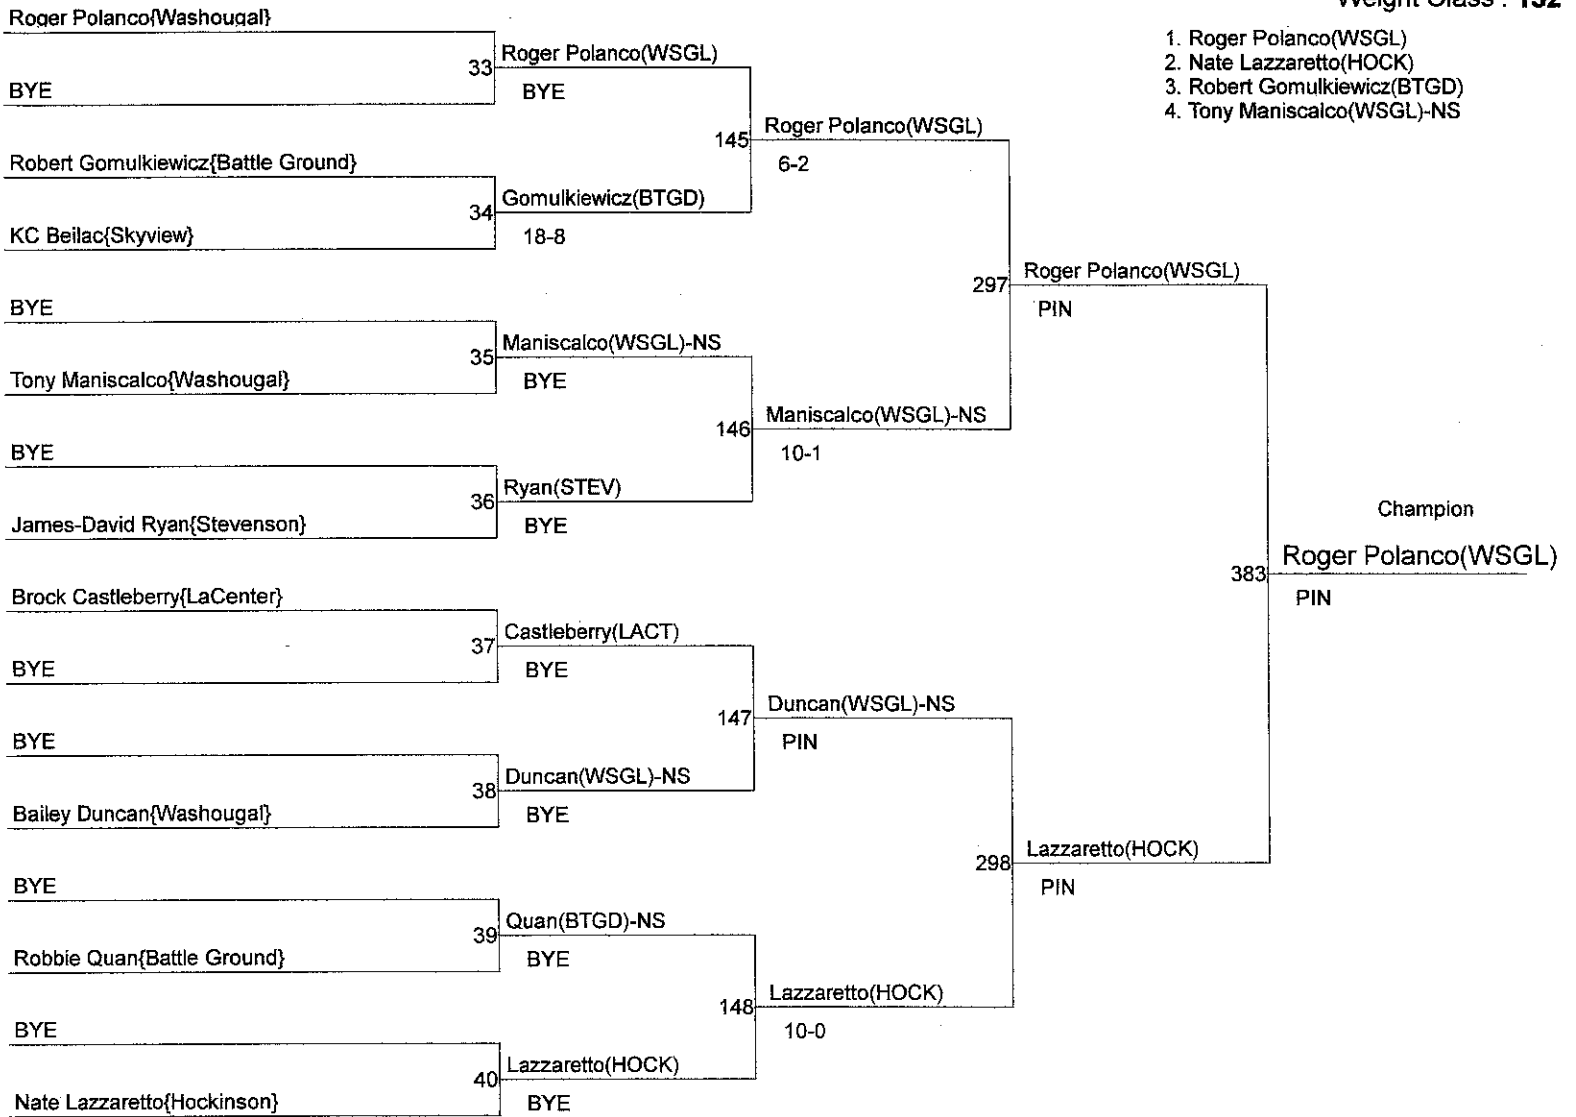 Weight Class : 132
1. Roger Polanco(WSGL)
2. Nate Lazzaretto(HOCK)
3. Robert Gomulkiewicz(BTGD)
4. Tony Maniscalco(WSGL)-NS
Roger Polanco{Washougal}
33
Roger Polanco(WSGL)
BYE
BYE
145
Roger Polanco(WSGL)
6-2
Robert Gomulkiewicz{Battle Ground}
34
Gomulkiewicz(BTGD)
KC Beilac{Skyview}
18-8
297
Roger Polanco(WSGL)
PIN
BYE
35
Maniscalco(WSGL)-NS
Tony Maniscalco{Washougal}
BYE
146
Maniscalco(WSGL)-NS
10-1
BYE
36
Ryan(STEV)
James-David Ryan{Stevenson}
BYE
Champion
383
Roger Polanco(WSGL)
PIN
Brock Castleberry{LaCenter}
37
Castleberry(LACT)
BYE
BYE
147
Duncan(WSGL)-NS
PIN
BYE
38
Duncan(WSGL)-NS
Bailey Duncan{Washougal}
BYE
298
Lazzaretto(HOCK)
PIN
BYE
39
Quan(BTGD)-NS
Robbie Quan{Battle Ground}
BYE
148
Lazzaretto(HOCK)
10-0
BYE
40
Lazzaretto(HOCK)
Nate Lazzaretto{Hockinson}
BYE